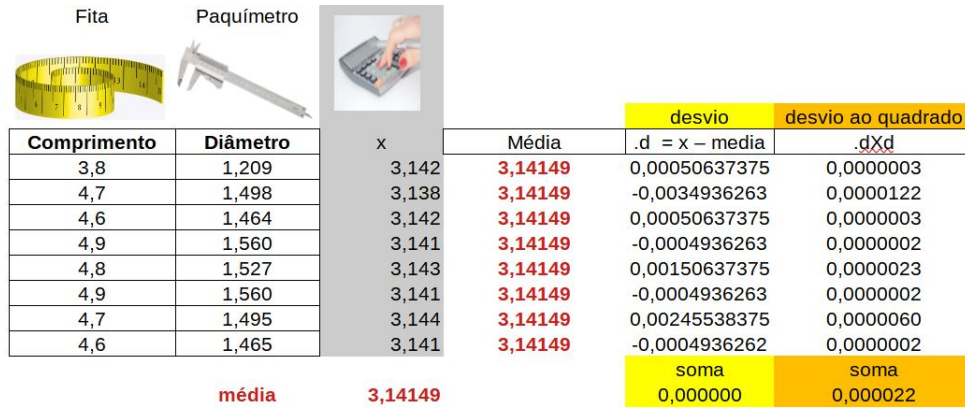 Fita Paquímetro
desvio desvio ao quadrado
Comprimento Diâmetro x Média .d = x – media .dXd
3,8 1,209 3,142 3,14149 0,00050637375 0,0000003
4,7 1,498 3,138 3,14149 -0,0034936263 0,0000122
4,6 1,464 3,142 3,14149 0,00050637375 0,0000003
4,9 1,560 3,141 3,14149 -0,0004936263 0,0000002
4,8 1,527 3,143 3,14149 0,00150637375 0,0000023
4,9 1,560 3,141 3,14149 -0,0004936263 0,0000002
4,7 1,495 3,144 3,14149 0,00245538375 0,0000060
4,6 1,465 3,141 3,14149 -0,0004936262 0,0000002
soma soma
média 3,14149 0,000000 0,000022